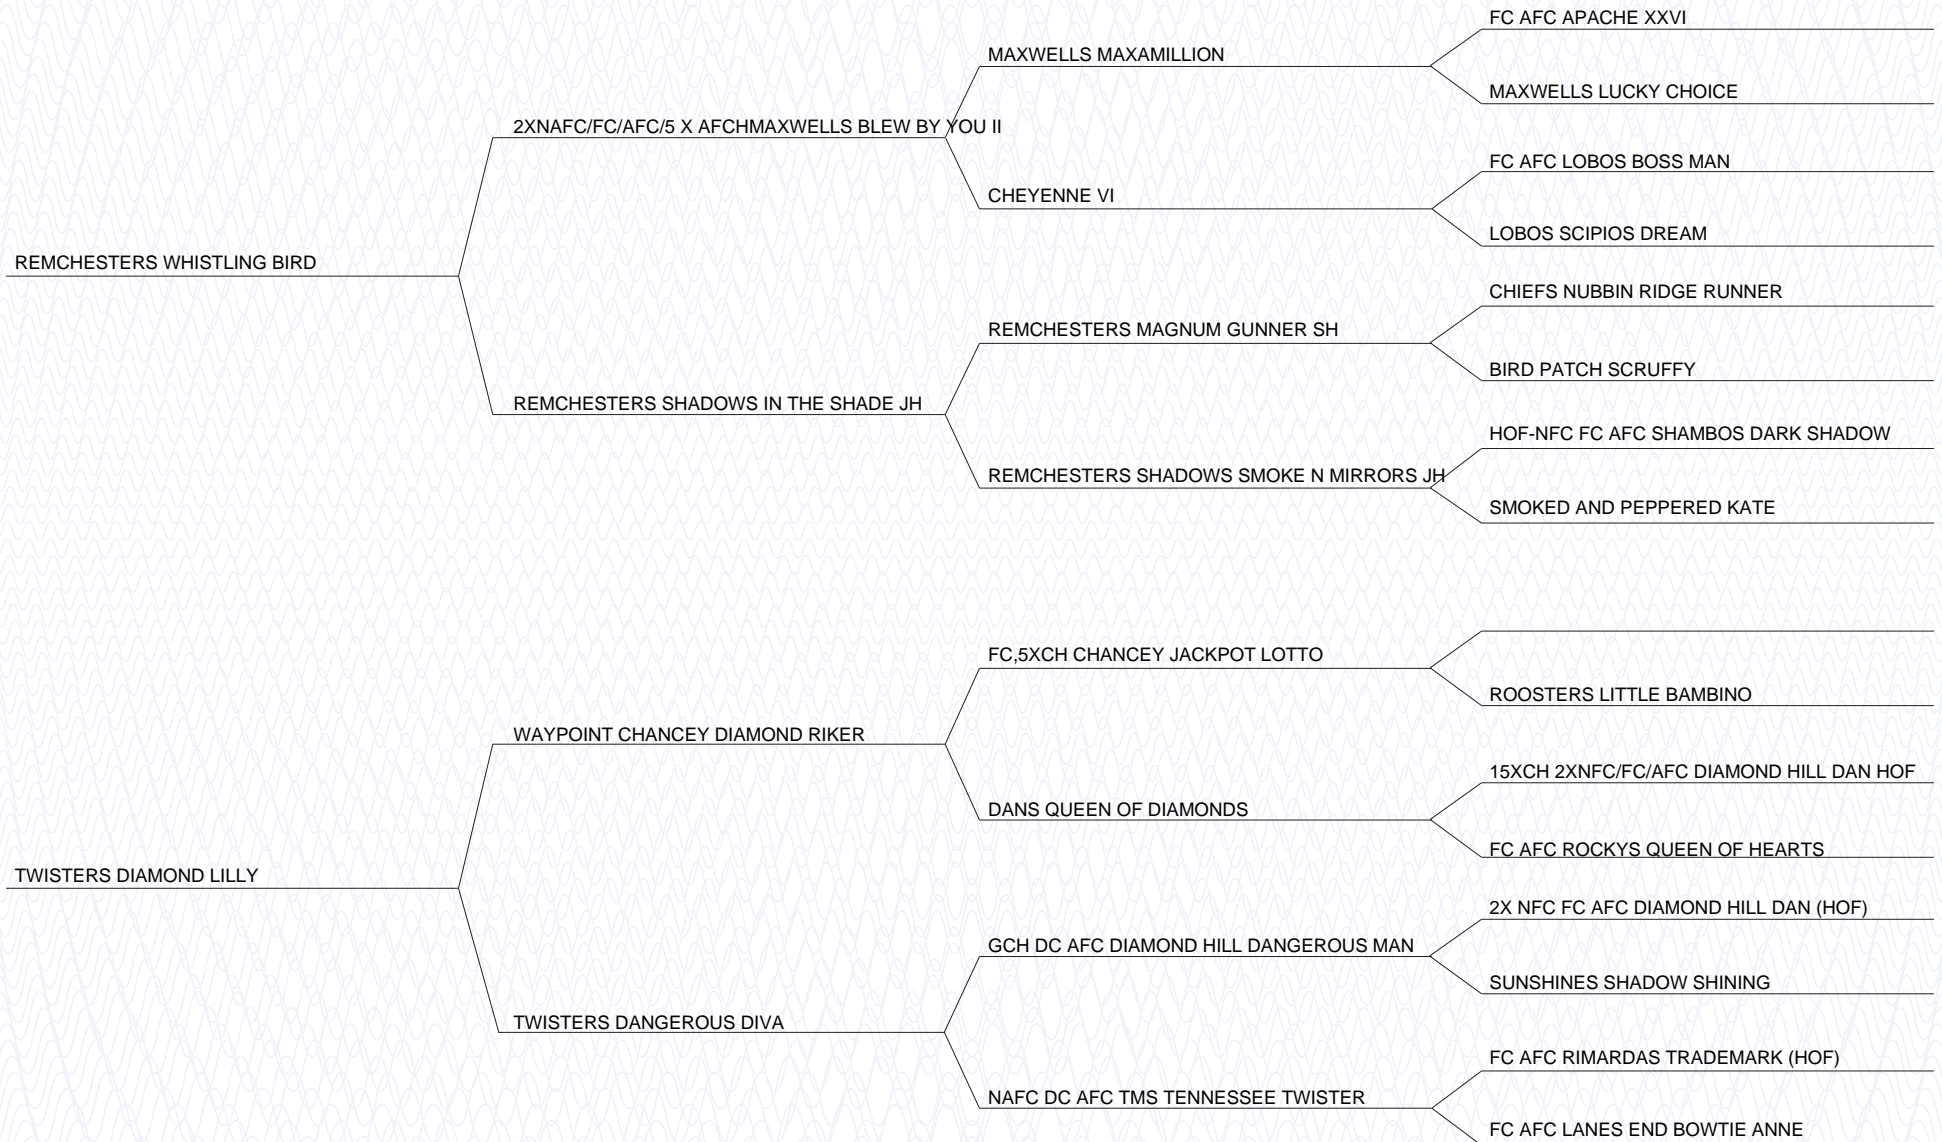 FC AFC APACHE XXVI
MAXWELLS MAXAMILLION
MAXWELLS LUCKY CHOICE
2XNAFC/FC/AFC/5 X AFCHMAXWELLS BLEW BY YOU II
FC AFC LOBOS BOSS MAN
CHEYENNE VI
LOBOS SCIPIOS DREAM
REMCHESTERS WHISTLING BIRD
CHIEFS NUBBIN RIDGE RUNNER
REMCHESTERS MAGNUM GUNNER SH
BIRD PATCH SCRUFFY
REMCHESTERS SHADOWS IN THE SHADE JH
HOF-NFC FC AFC SHAMBOS DARK SHADOW
REMCHESTERS SHADOWS SMOKE N MIRRORS JH
SMOKED AND PEPPERED KATE
FC,5XCH CHANCEY JACKPOT LOTTO
ROOSTERS LITTLE BAMBINO
WAYPOINT CHANCEY DIAMOND RIKER
15XCH 2XNFC/FC/AFC DIAMOND HILL DAN HOF
DANS QUEEN OF DIAMONDS
FC AFC ROCKYS QUEEN OF HEARTS
TWISTERS DIAMOND LILLY
2X NFC FC AFC DIAMOND HILL DAN (HOF)
GCH DC AFC DIAMOND HILL DANGEROUS MAN
SUNSHINES SHADOW SHINING
TWISTERS DANGEROUS DIVA
FC AFC RIMARDAS TRADEMARK (HOF)
NAFC DC AFC TMS TENNESSEE TWISTER
FC AFC LANES END BOWTIE ANNE